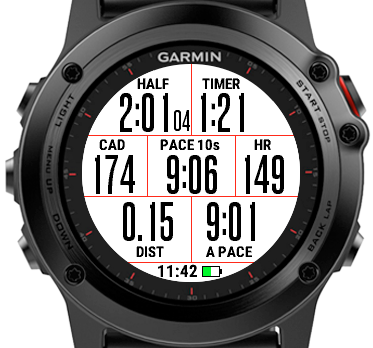 GARMIN
HALF TIMER
2:01 04 1:21
LIGHT
START STOP
CAD PACE 10s HR
174 9:06 149
MENU UP
0.15 9:01
DOWN
BACK LAP
DIST A PACE
11:42